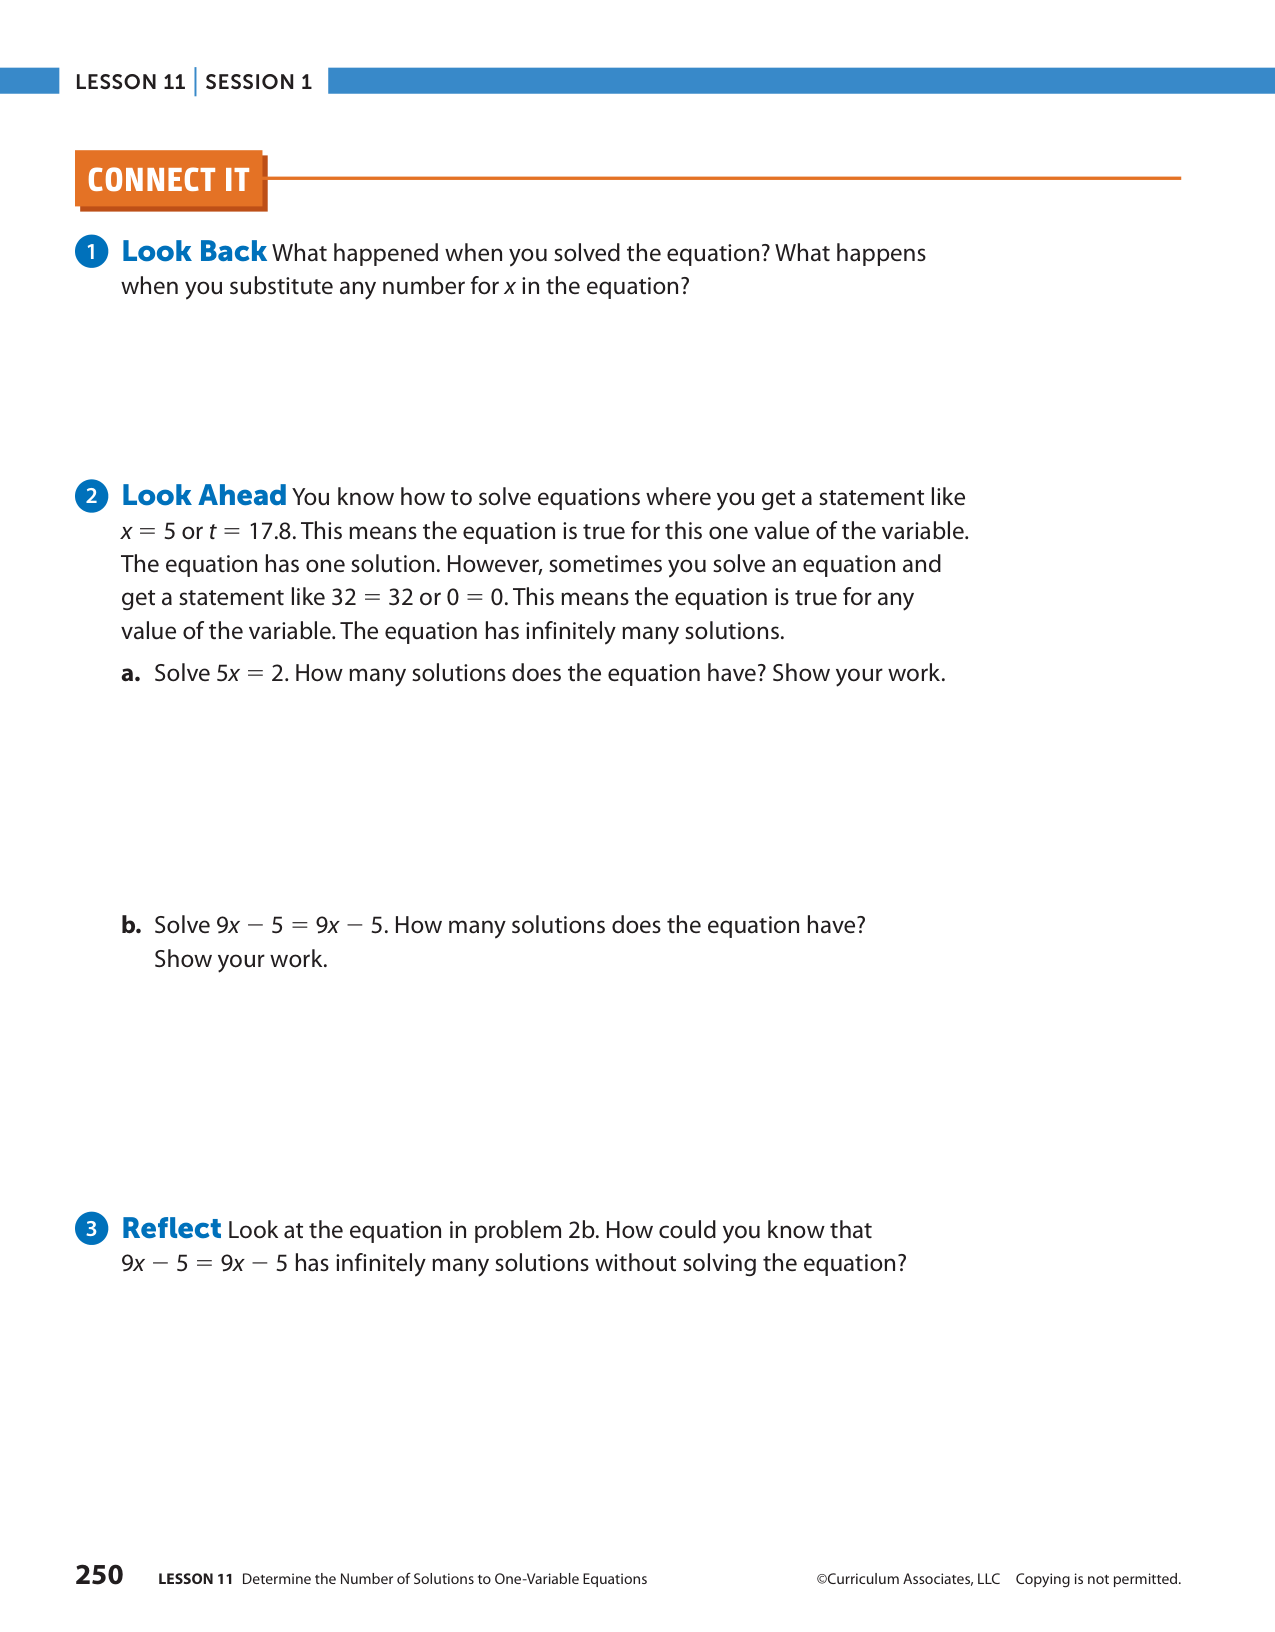 LESSON 11 | SESSION 1
CONNECT IT
1 Look Back What happened when you solved the equation? What happens
when you substitute any number for x in the equation?
2 Look Ahead You know how to solve equations where you get a statement like
x = 5 or t = 17.8. This means the equation is true for this one value of the variable.
The equation has one solution. However, sometimes you solve an equation and
get a statement like 32 = 32 or 0 = 0. This means the equation is true for any
value of the variable. The equation has infinitely many solutions.
a. Solve 5x = 2. How many solutions does the equation have? Show your work.
b. Solve 9x − 5 = 9x − 5. How many solutions does the equation have?
Show your work.
3 Reflect Look at the equation in problem 2b. How could you know that
9x − 5 = 9x − 5 has infinitely many solutions without solving the equation?
250 LESSON 11 Determine the Number of Solutions to One-Variable Equations ©Curriculum Associates, LLC Copying is not permitted.